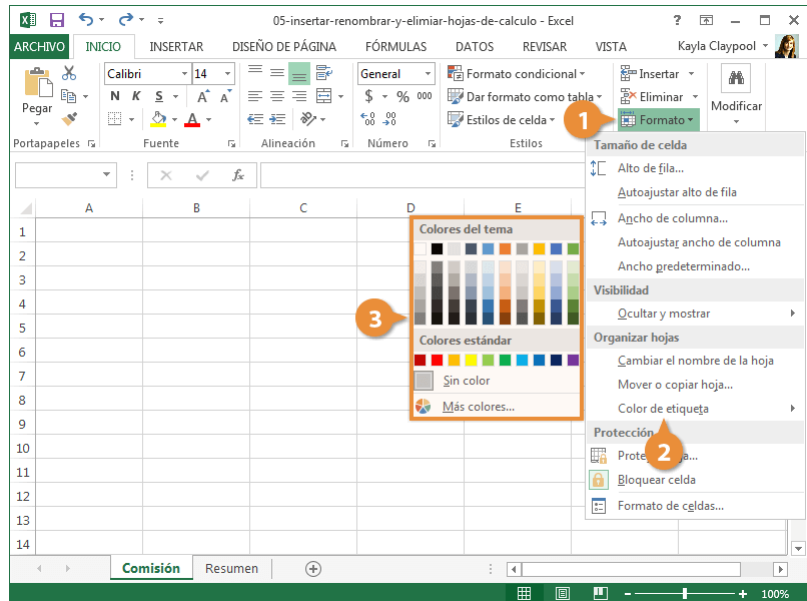 05-insertar-renombrar-y-elimiar-hojas-de-calculo - Excel
ARCHIVO INICIO INSERTAR DISEÑO DE PÁGINA FÓRMULAS DATOS REVISAR VISTA Kayla Claypool
Pegar
Calibri 14
N K S A A
A
General
$ % 000
Formato condicional
Dar formato como tabla
Estilos de celda
Insertar
Eliminar
Formato
Modificar
Portapapeles Fuente Alineación Número Estilos
1
fx
A B C D E
1
2
3
4
5
6
7
8
9
10
11
12
13
14
Tamaño de celda
Alto de fila...
Autoajustar alto de fila
Ancho de columna...
Autoajustar ancho de columna
Ancho predeterminado...
Visibilidad
Ocultar y mostrar
Organizar hojas
Cambiar el nombre de la hoja
Mover o copiar hoja...
Color de etiqueta
2
Protección
Bloquear celda
Formato de celdas...
Colores del tema
3
Colores estándar
Sin color
Más colores...
Comisión Resumen
100%